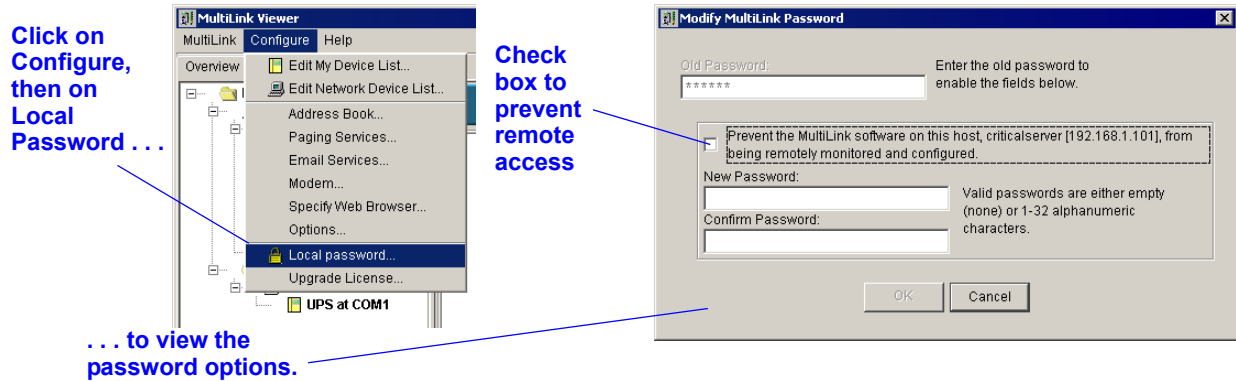 Click on
Configure,
then on
Local
Password . . .
MultiLink Viewer
MultiLink Configure Help
Overview
Edit My Device List...
Edit Network Device List...
Address Book...
Paging Services...
Email Services...
Modem...
Specify Web Browser...
Options...
Local password...
Upgrade License...
UPS at COM1
. . . to view the
password options.
Check
box to
prevent
remote
access
Modify MultiLink Password
Old Password:
******
Enter the old password to
enable the fields below.
Prevent the MultiLink software on this host, criticalserver [192.168.1.101], from
being remotely monitored and configured.
New Password:
Valid passwords are either empty
(none) or 1-32 alphanumeric
characters.
Confirm Password:
OK
Cancel